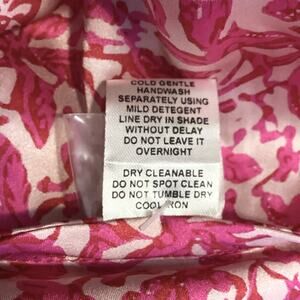 COLD GENTLE
HANDWASH
SEPARATELY USING
MILD DETEGENT
LINE DRY IN SHADE
WITHOUT DELAY
DO NOT LEAVE IT
OVERNIGHT
DRY CLEANABLE
DO NOT SPOT CLEAN
DO NOT TUMBLE DRY
COOL IRON